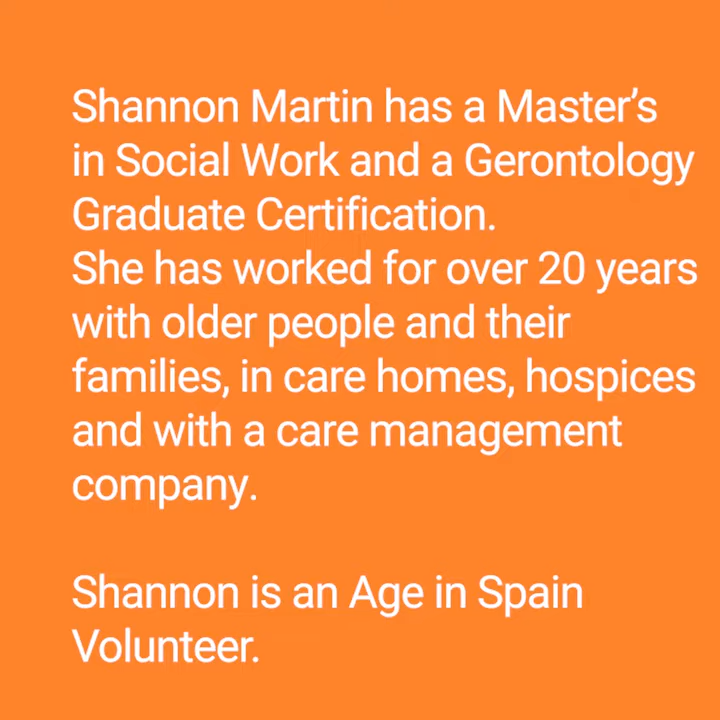 Shannon Martin has a Master’s
in Social Work and a Gerontology
Graduate Certification.
She has worked for over 20 years
with older people and their
families, in care homes, hospices
and with a care management
company.
Shannon is an Age in Spain
Volunteer.